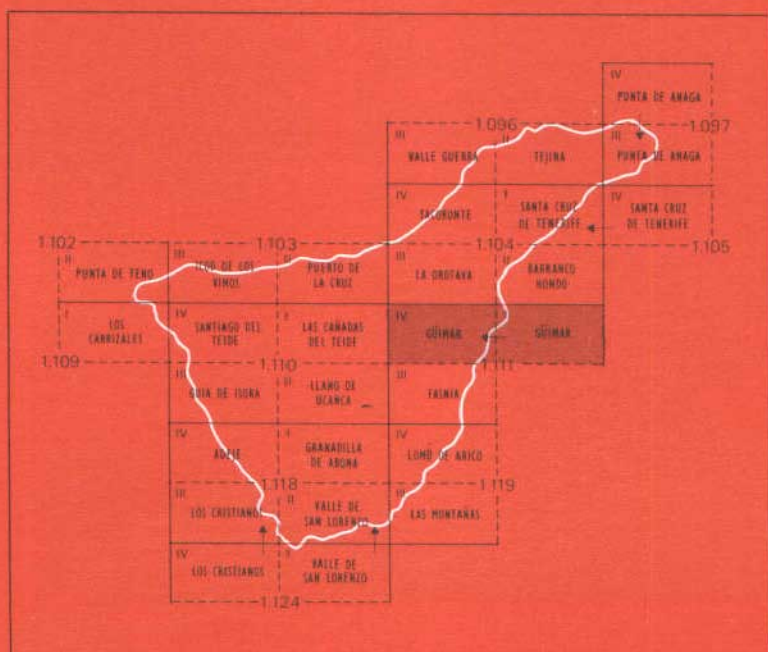 IV
PUNTA DE ANAGA
1.096
1.097
III
VALLE GUERRA
II
TEJINA
III
PUNTA DE ANAGA
IV
TACORONTE
I
SANTA CRUZ
DE TENERIFE
IV
SANTA CRUZ
DE TENERIFE
1.102
1.103
1.104
1.105
II
PUNTA DE TENO
III
ICOD DE LOS
VINOS
II
PUERTO DE
LA CRUZ
III
LA OROTAVA
II
BARRANCO
HONDO
I
LOS
CARRIZALES
IV
SANTIAGO DEL
TEIDE
I
LAS CAÑADAS
DEL TEIDE
IV
GÜIMAR
GÜIMAR
1.109
1.110
1.111
III
GUIA DE ISORA
III
LLANO DE
UCANCA
III
FASNIA
IV
ADEJE
I
GRANADILLA
DE ABONA
IV
LOMO DE ARICO
1.118
1.119
III
LOS CRISTIANOS
II
VALLE DE
SAN LORENZO
III
LAS MONTAÑAS
IV
LOS CRISTIANOS
I
VALLE DE
SAN LORENZO
1.124